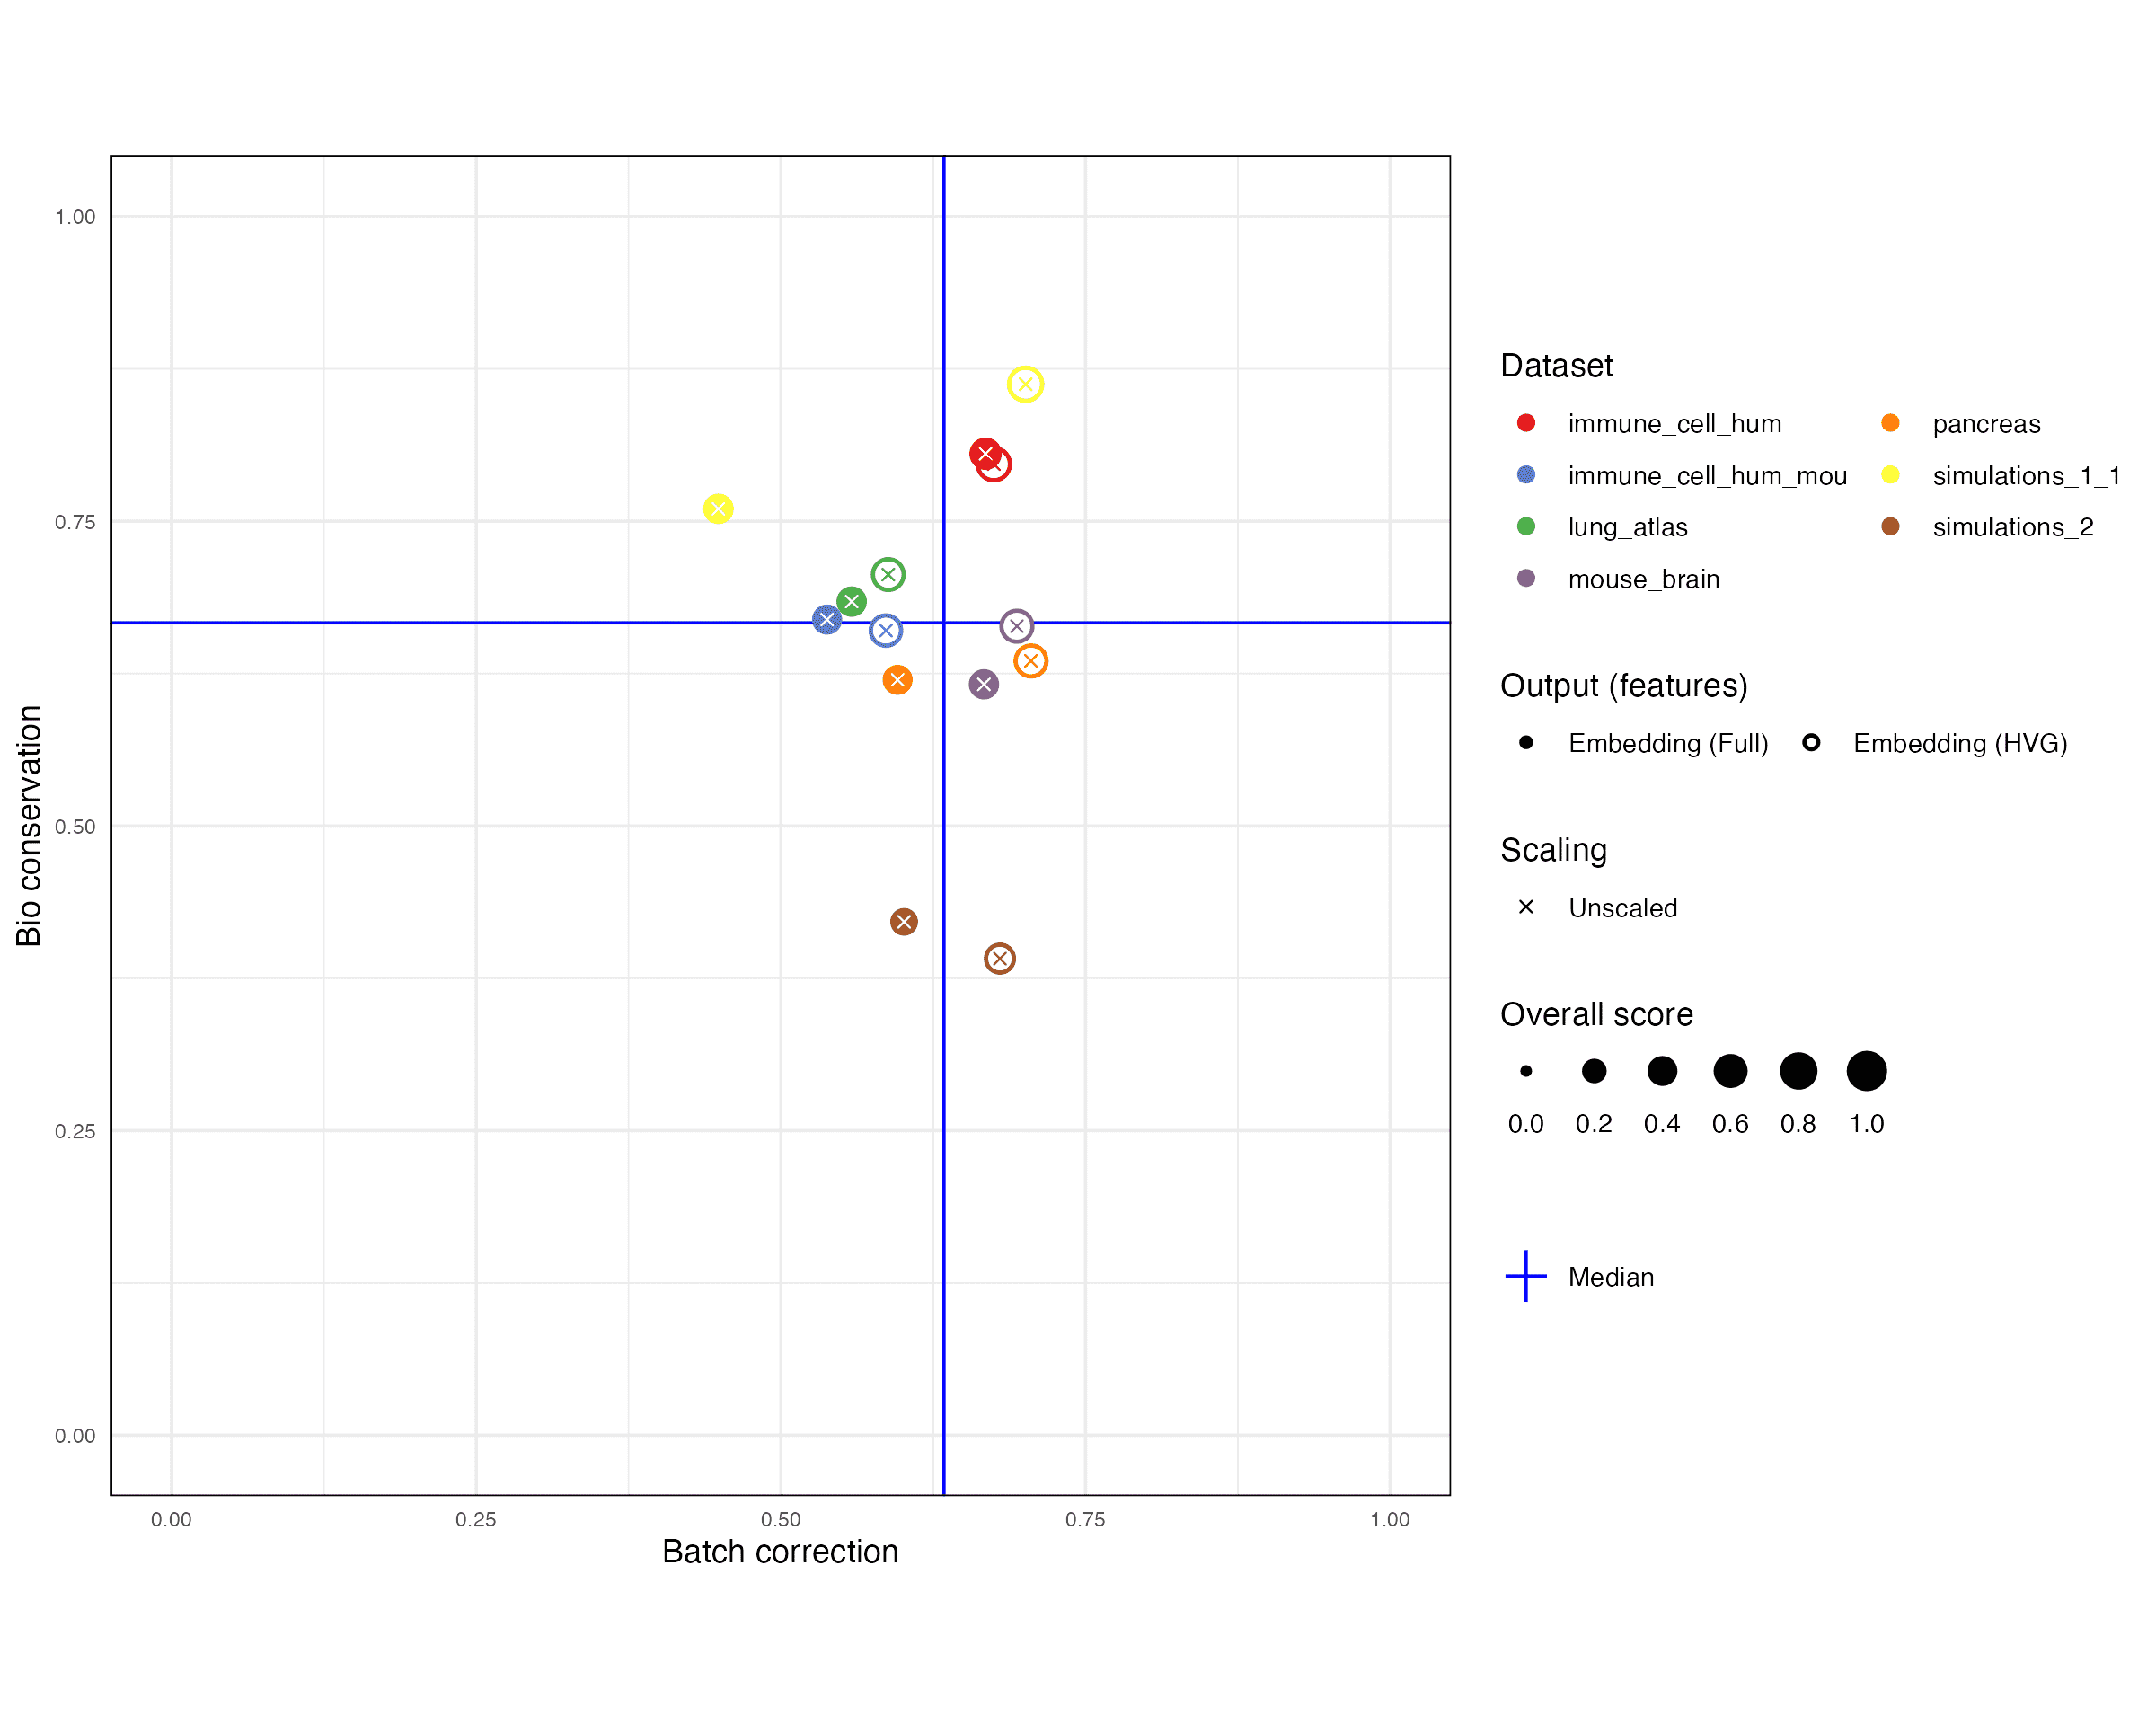 1.00
0.75
0.50
0.25
0.00
Bio conservation
0.00 0.25 0.50 0.75 1.00
Batch correction
Dataset
immune_cell_hum pancreas
immune_cell_hum_mou simulations_1_1
lung_atlas simulations_2
mouse_brain
Output (features)
Embedding (Full) Embedding (HVG)
Scaling
Unscaled
Overall score
0.0 0.2 0.4 0.6 0.8 1.0
Median